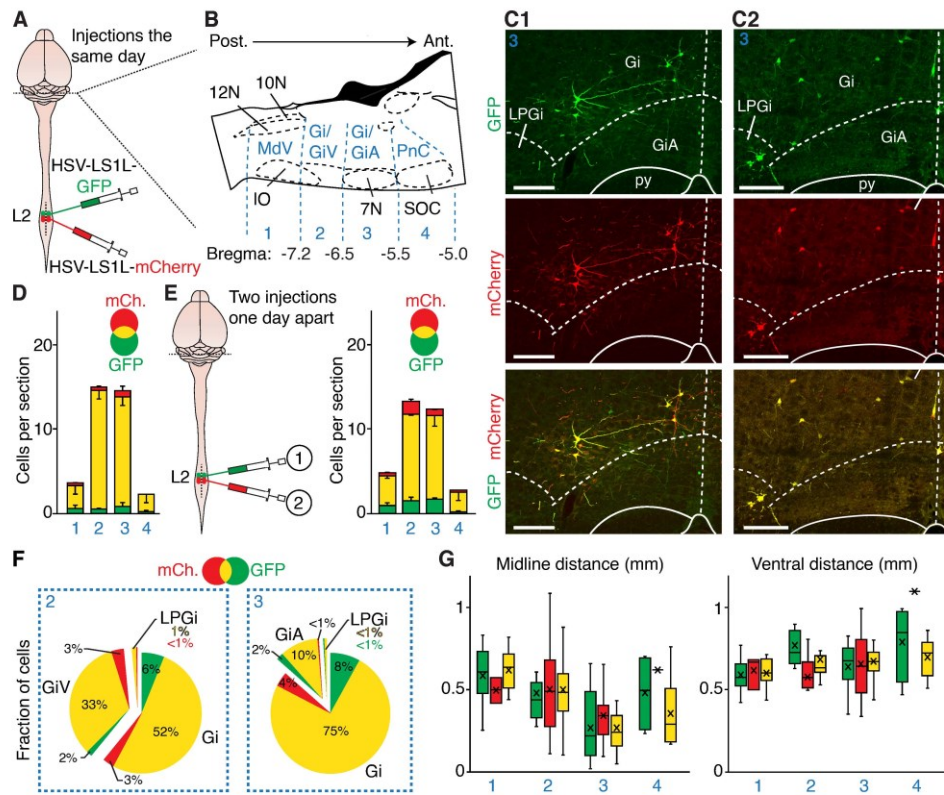 A
Injections the
same day
HSV-LS1L-
GFP
L2
HSV-LS1L-mCherry
B
Post.
Ant.
10N
12N
MdV
Gi/
GiV
Gi/
GiA
PnC
IO
7N
SOC
1 2 3 4
Bregma: -7.2 -6.5 -5.5 -5.0
C1
3
GFP
Gi
LPGi
GiA
py
mCherry
GFP mCherry
C2
3
Gi
LPGi
GiA
py
D
mCh.
GFP
Cells per section
20
10
0
1 2 3 4
E
Two injections
one day apart
L2
1
2
mCh.
GFP
Cells per section
20
10
0
1 2 3 4
F
mCh. GFP
Fraction of cells
2
LPGi
1%
<1%
3%
6%
GiV
33%
52%
Gi
2%
3%
3
<1%
LPGi
<1%
<1%
GiA
2%
10%
8%
4%
75%
Gi
G
Midline distance (mm)
1
0.5
0
1 2 3 4
Ventral distance (mm)
1
0.5
0
1 2 3 4